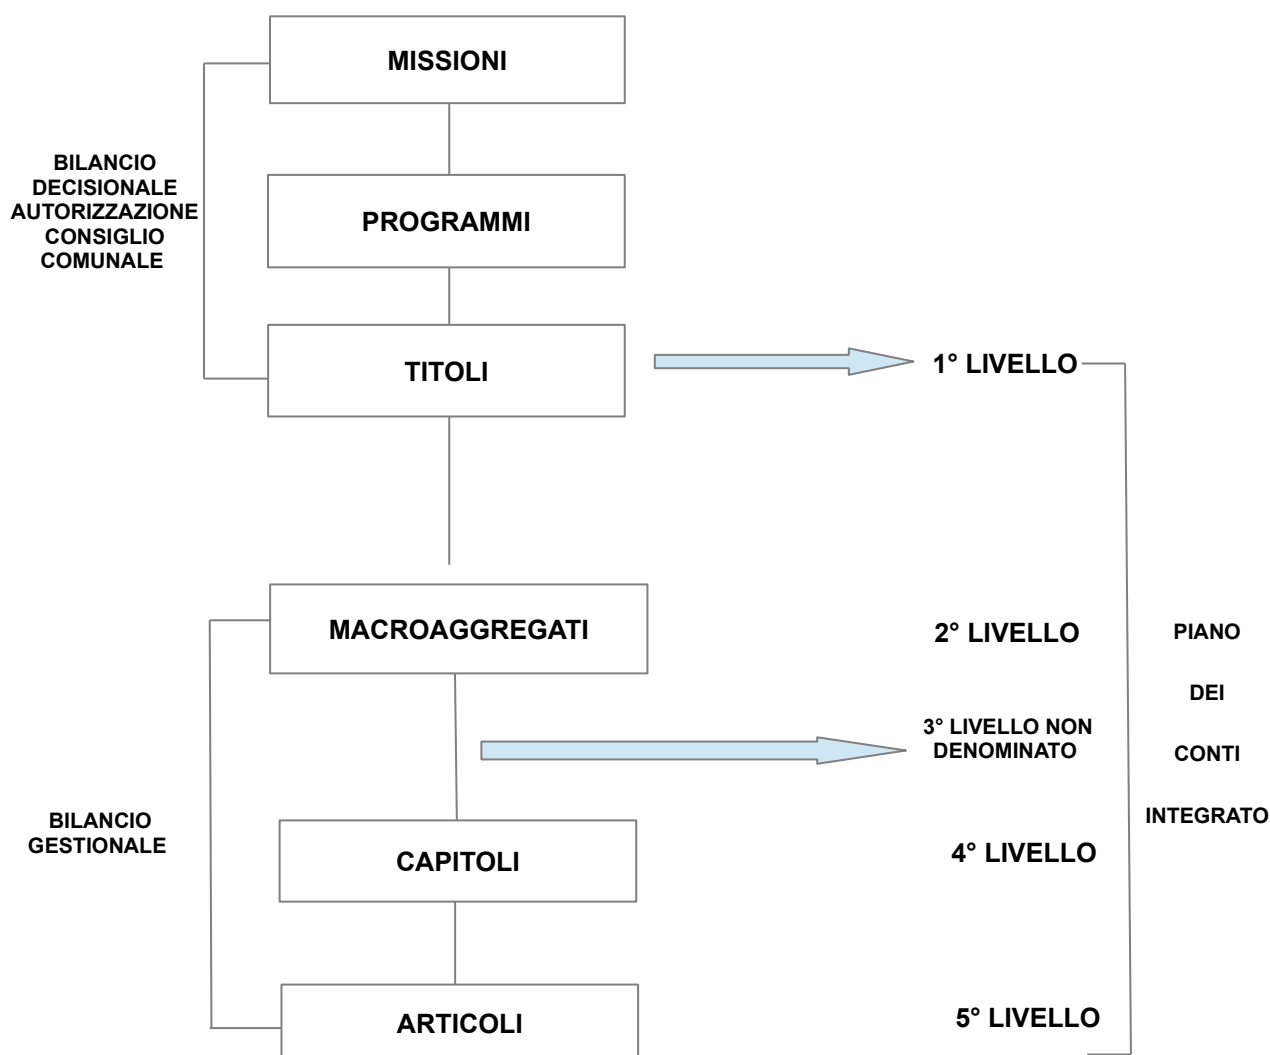 MISSIONI
BILANCIO
DECISIONALE
AUTORIZZAZIONE
CONSIGLIO
COMUNALE
PROGRAMMI
TITOLI
1° LIVELLO
MACROAGGREGATI
2° LIVELLO
3° LIVELLO NON
DENOMINATO
BILANCIO
GESTIONALE
CAPITOLI
4° LIVELLO
ARTICOLI
5° LIVELLO
PIANO
DEI
CONTI
INTEGRATO